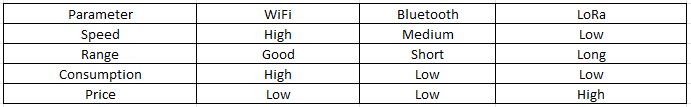 Parameter WiFi Bluetooth LoRa
Speed High Medium Low
Range Good Short Long
Consumption High Low Low
Price Low Low High